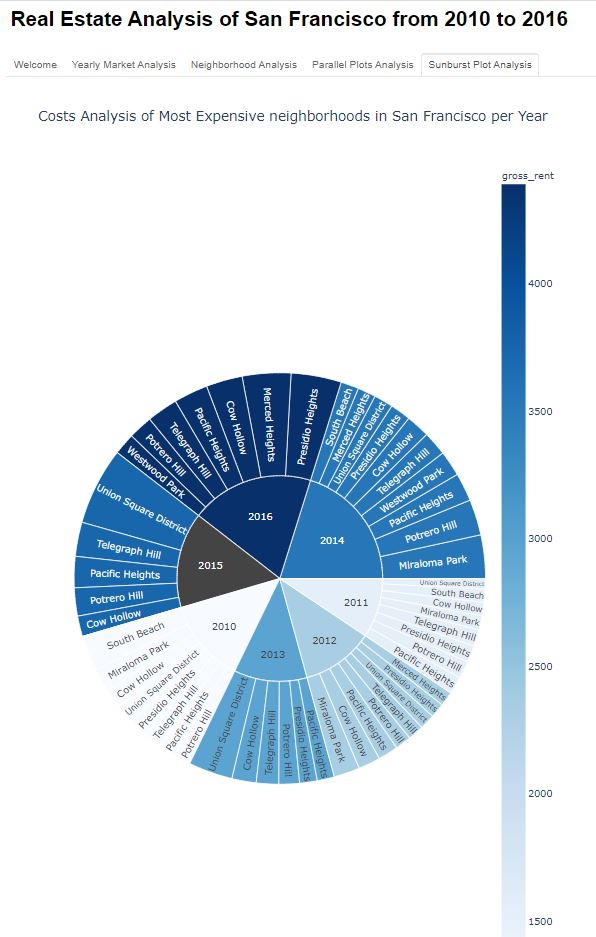 Real Estate Analysis of San Francisco from 2010 to 2016
Welcome Yearly Market Analysis Neighborhood Analysis Parallel Plots Analysis Sunburst Plot Analysis
Costs Analysis of Most Expensive neighborhoods in San Francisco per Year
gross_rent
4000
3500
3000
2500
2000
1500
2016
Presidio Heights
Merced Heights
Cow Hollow
Pacific Heights
Telegraph Hill
Potrero Hill
Westwood Park
2014
South Beach
Merced Heights
Union Square District
Presidio Heights
Cow Hollow
Telegraph Hill
Westwood Park
Pacific Heights
Potrero Hill
Miraloma Park
2015
Union Square District
Telegraph Hill
Pacific Heights
Potrero Hill
Cow Hollow
2010
South Beach
Miraloma Park
Cow Hollow
Union Square District
Presidio Heights
Telegraph Hill
Pacific Heights
Potrero Hill
2013
Union Square District
Cow Hollow
Telegraph Hill
Potrero Hill
Presidio Heights
Pacific Heights
2012
Miraloma Park
Cow Hollow
Pacific Heights
Potrero Hill
Telegraph Hill
Union Square District
Presidio Heights
Merced Heights
2011
Union Square District
South Beach
Cow Hollow
Miraloma Park
Telegraph Hill
Presidio Heights
Potrero Hill
Pacific Heights